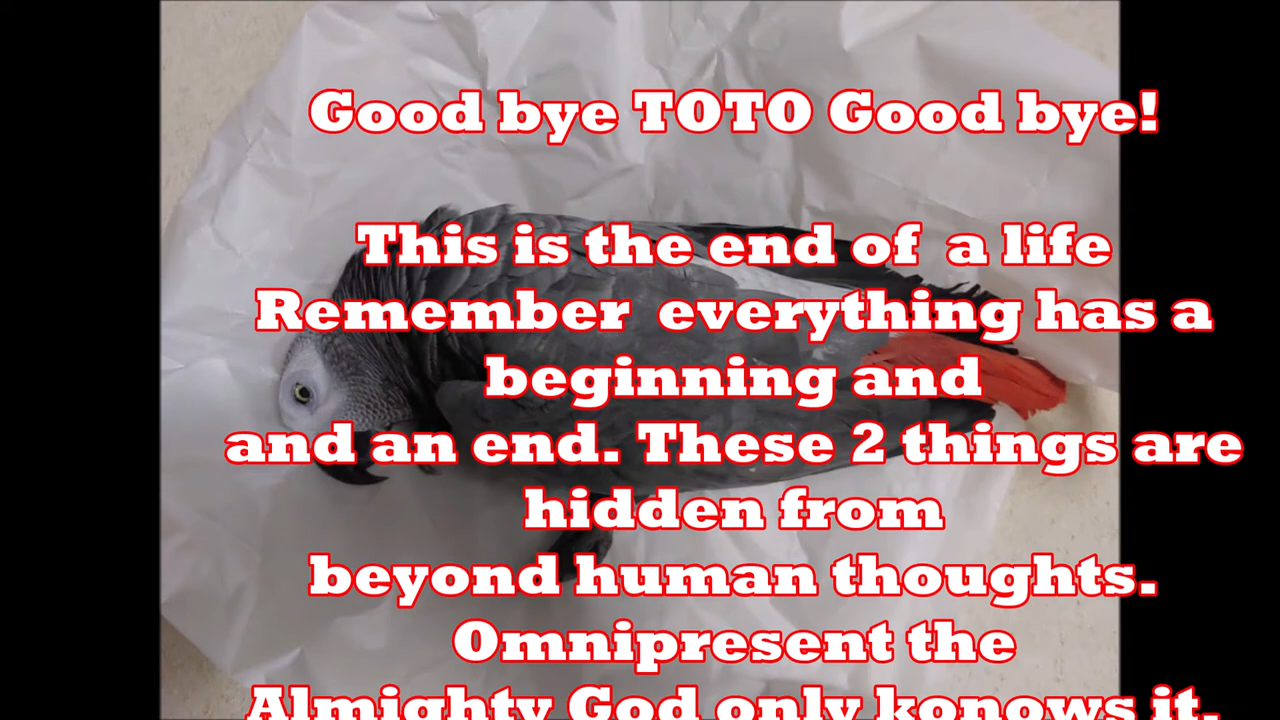 Good bye TOTO Good bye!
This is the end of a life
Remember everything has a
beginning and
and an end. These 2 things are
hidden from
beyond human thoughts.
Omnipresent the
Almighty God only konows it.